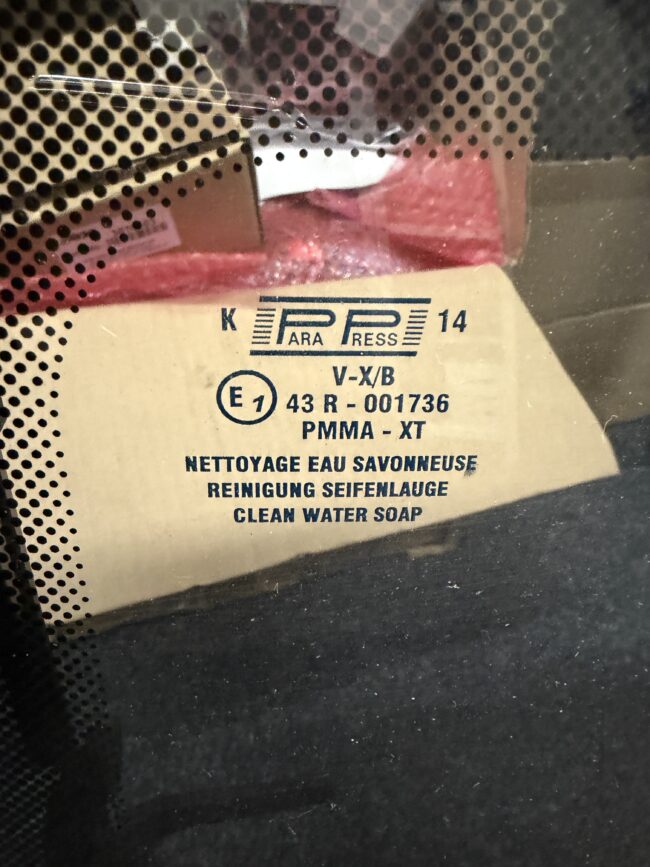 K PARA PRESS 14
V-X/B
E1 43 R - 001736
PMMA - XT
NETTOYAGE EAU SAVONNEUSE
REINIGUNG SEIFENLAUGE
CLEAN WATER SOAP